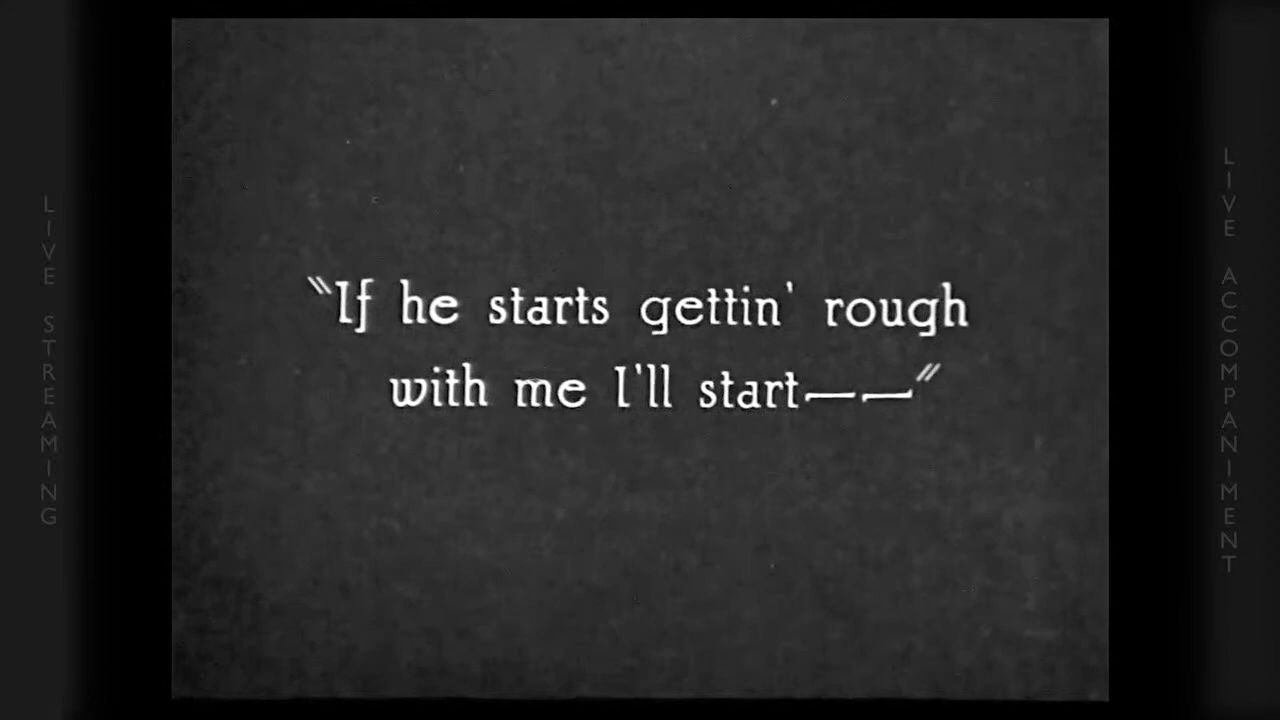 LIVE STREAMING
"If he starts gettin' rough
with me I'll start——"
LIVE ACCOMPANIMENT